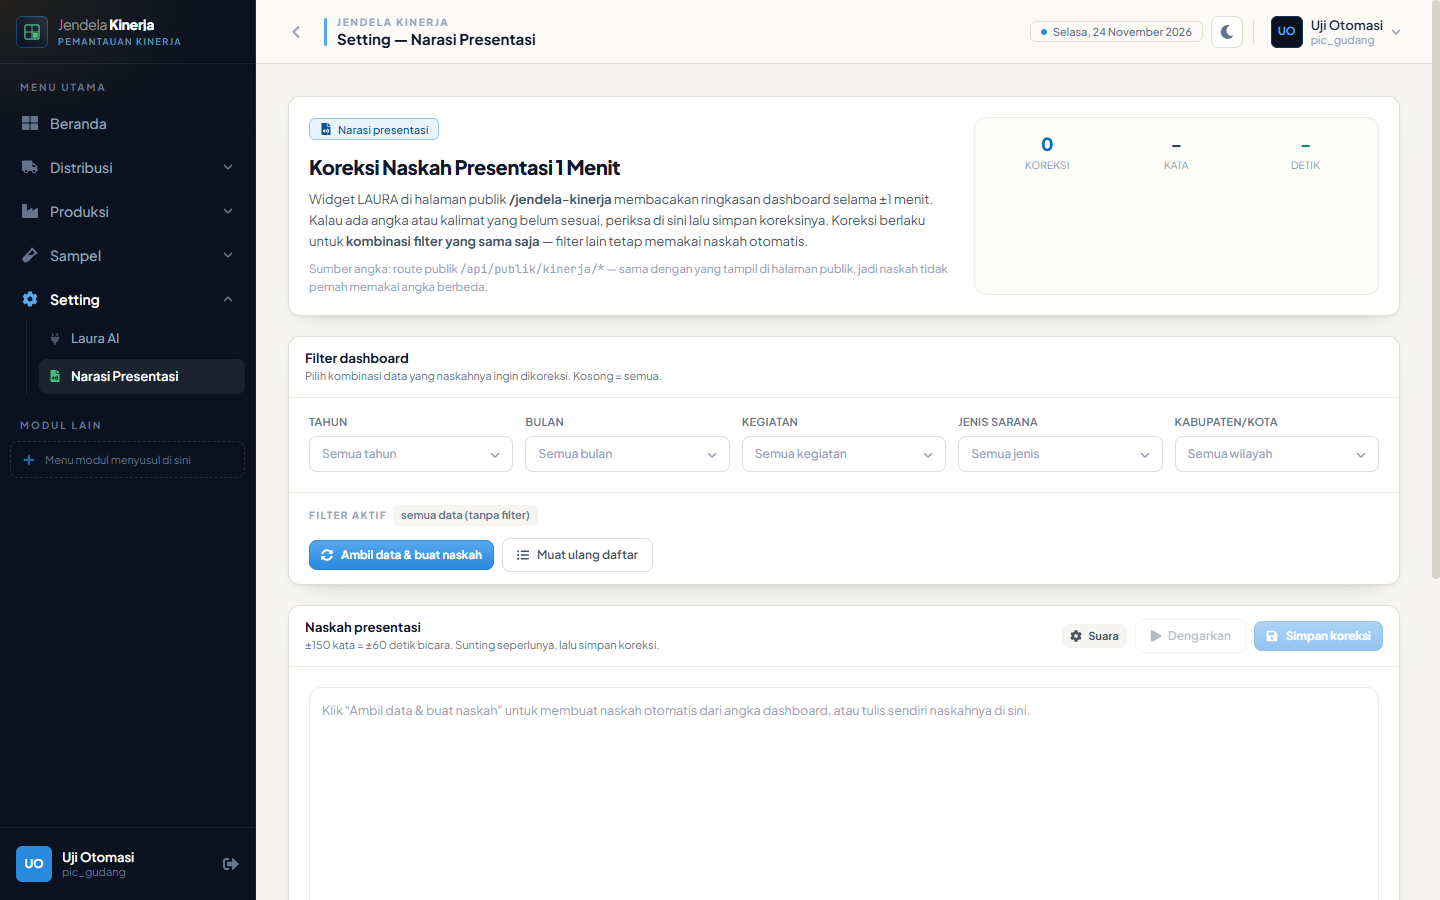 Jendela Kinerja
PEMANTAUAN KINERJA
MENU UTAMA
Beranda
Distribusi
Produksi
Sampel
Setting
Laura AI
Narasi Presentasi
MODUL LAIN
Menu modul menyusul di sini
UO
Uji Otomasi
pic_gudang
JENDELA KINERJA
Setting — Narasi Presentasi
Selasa, 24 November 2026
UO
Uji Otomasi
pic_gudang
Narasi presentasi
Koreksi Naskah Presentasi 1 Menit
Widget LAURA di halaman publik /jendela-kinerja membacakan ringkasan dashboard selama ±1 menit.
Kalau ada angka atau kalimat yang belum sesuai, periksa di sini lalu simpan koreksinya. Koreksi berlaku
untuk kombinasi filter yang sama saja — filter lain tetap memakai naskah otomatis.
Sumber angka: route publik /api/publik/kinerja/* — sama dengan yang tampil di halaman publik, jadi naskah tidak
pernah memakai angka berbeda.
0
KOREKSI
–
KATA
–
DETIK
Filter dashboard
Pilih kombinasi data yang naskahnya ingin dikoreksi. Kosong = semua.
TAHUN
Semua tahun
BULAN
Semua bulan
KEGIATAN
Semua kegiatan
JENIS SARANA
Semua jenis
KABUPATEN/KOTA
Semua wilayah
FILTER AKTIF semua data (tanpa filter)
Ambil data & buat naskah
Muat ulang daftar
Naskah presentasi
±150 kata = ±60 detik bicara. Sunting seperlunya, lalu simpan koreksi.
Suara
Dengarkan
Simpan koreksi
Klik “Ambil data & buat naskah” untuk membuat naskah otomatis dari angka dashboard, atau tulis sendiri naskahnya di sini.